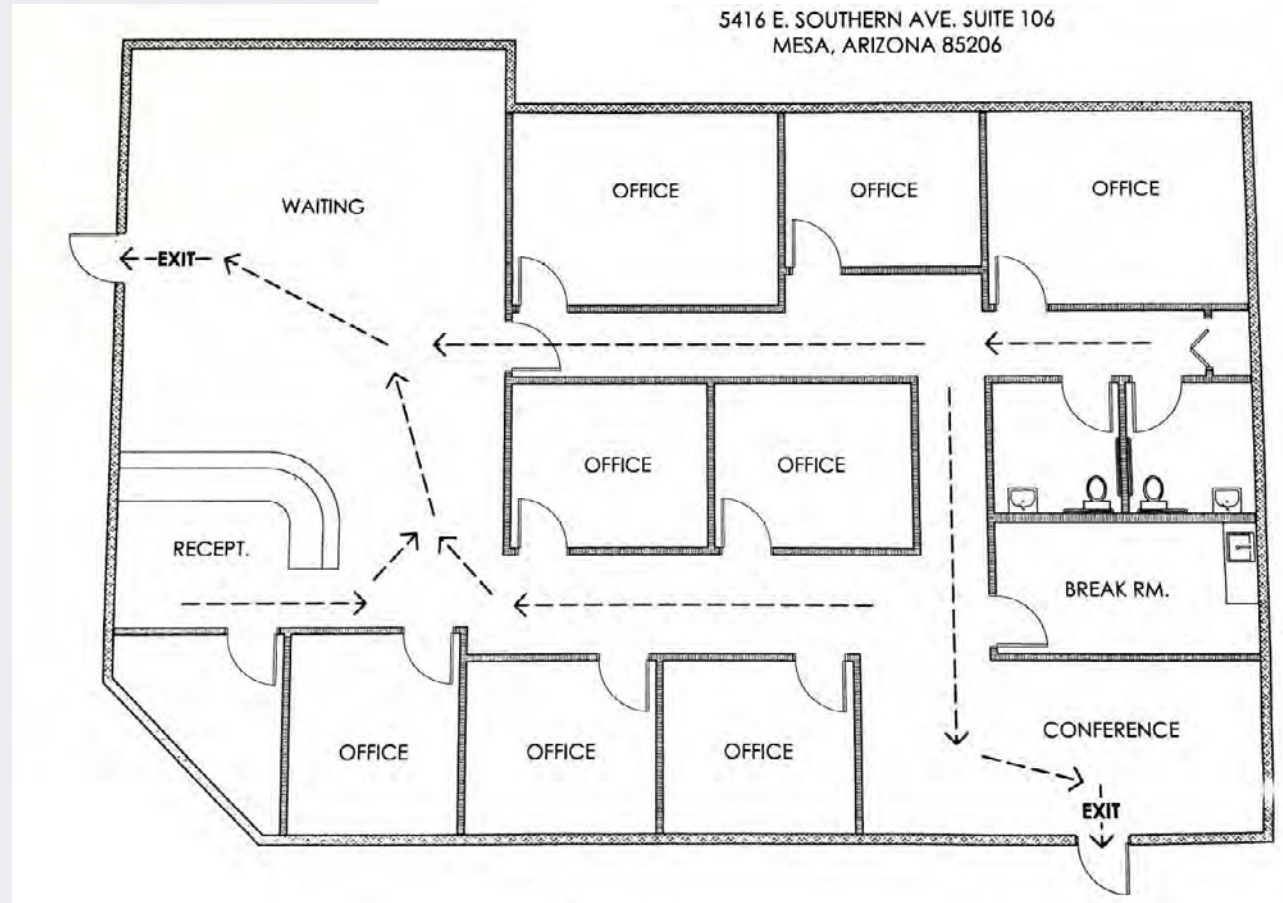 5416 E. SOUTHERN AVE. SUITE 106
MESA, ARIZONA 85206
OFFICE
OFFICE
OFFICE
WAITING
EXIT
OFFICE
OFFICE
RECEPT.
BREAK RM.
OFFICE
OFFICE
OFFICE
CONFERENCE
EXIT